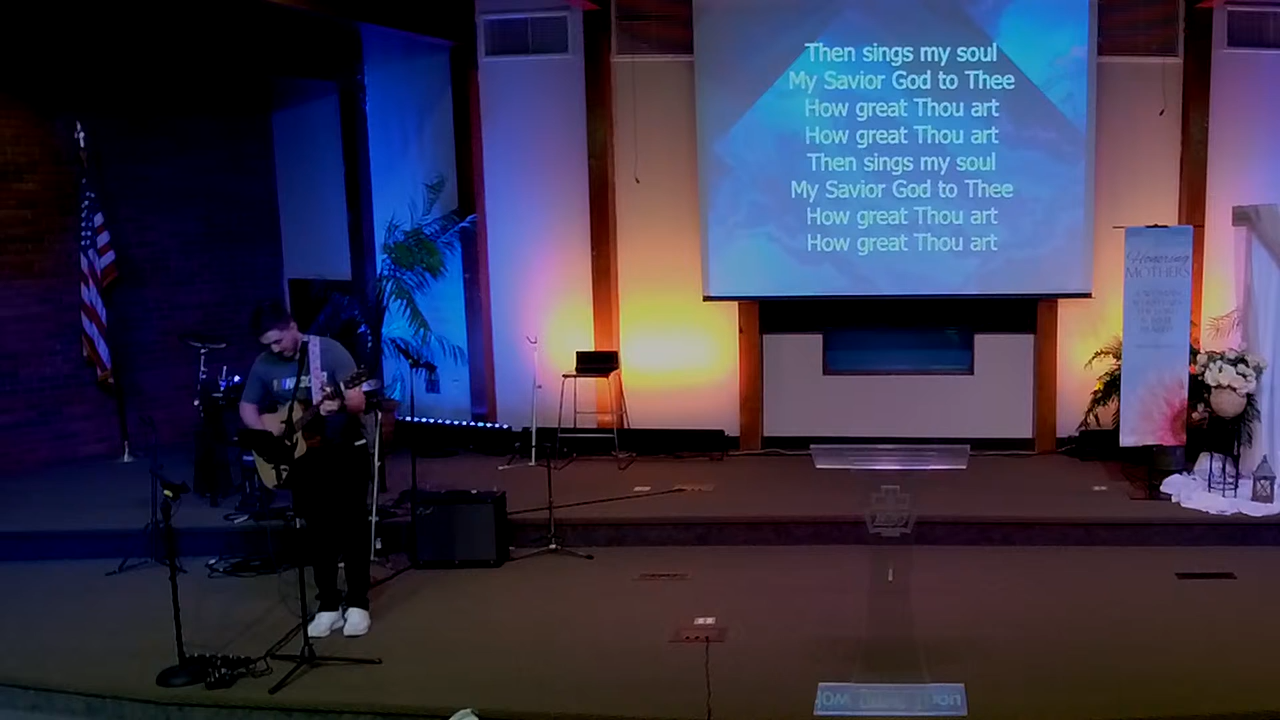 Then sings my soul
My Savior God to Thee
How great Thou art
How great Thou art
Then sings my soul
My Savior God to Thee
How great Thou art
How great Thou art
Honoring
MOTHERS